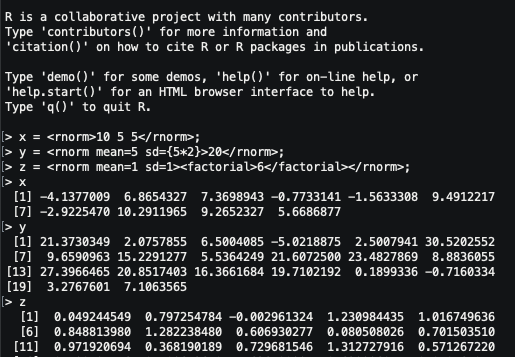 R is a collaborative project with many contributors.
Type 'contributors()' for more information and
'citation()' on how to cite R or R packages in publications.
Type 'demo()' for some demos, 'help()' for on-line help, or
'help.start()' for an HTML browser interface to help.
Type 'q()' to quit R.
[> x = <rnorm>10 5 5</rnorm>;
[> y = <rnorm mean=5 sd={5*2}>20</rnorm>;
[> z = <rnorm mean=1 sd=1><factorial>6</factorial></rnorm>;
[> x
[1] -4.1377009 6.8654327 7.3698943 -0.7733141 -1.5633308 9.4912217
[7] -2.9225470 10.2911965 9.2652327 5.6686877
[> y
[1] 21.3730349 2.0757855 6.5004085 -5.0218875 2.5007941 30.5202552
[7] 9.6590963 15.2291277 5.5364249 21.6072500 23.4827869 8.8836055
[13] 27.3966465 20.8517403 16.3661684 19.7102192 0.1899336 -0.7160334
[19] 3.2767601 7.1063565
[> z
[1] 0.049244549 0.797254784 -0.002961324 1.230984435 1.016749636
[6] 0.848813980 1.282238480 0.606930277 0.080508026 0.701503510
[11] 0.971920694 0.368190189 0.729681546 1.312727916 0.571267220